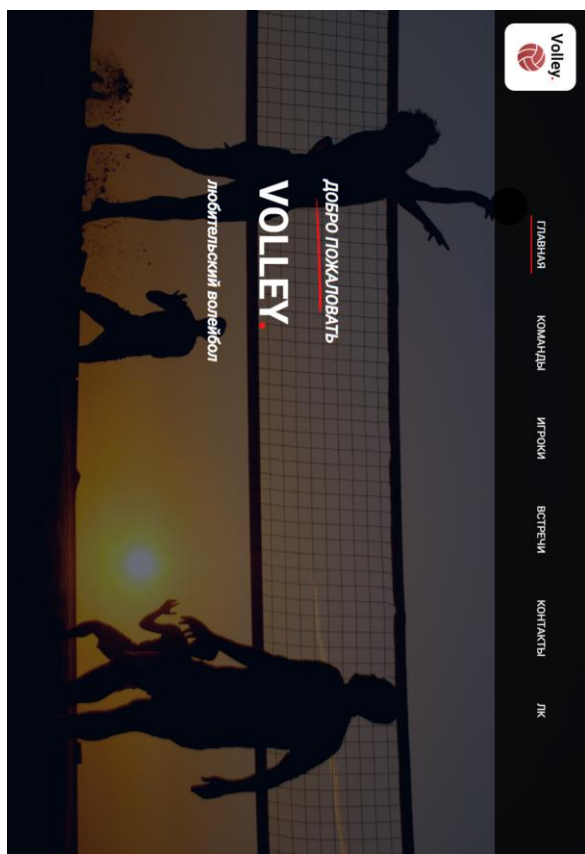 Volley.
ГЛАВНАЯ
КОМАНДЫ
ИГРОКИ
ВСТРЕЧИ
КОНТАКТЫ
ЛК
ДОБРО ПОЖАЛОВАТЬ
VOLLEY.
любительский волейбол